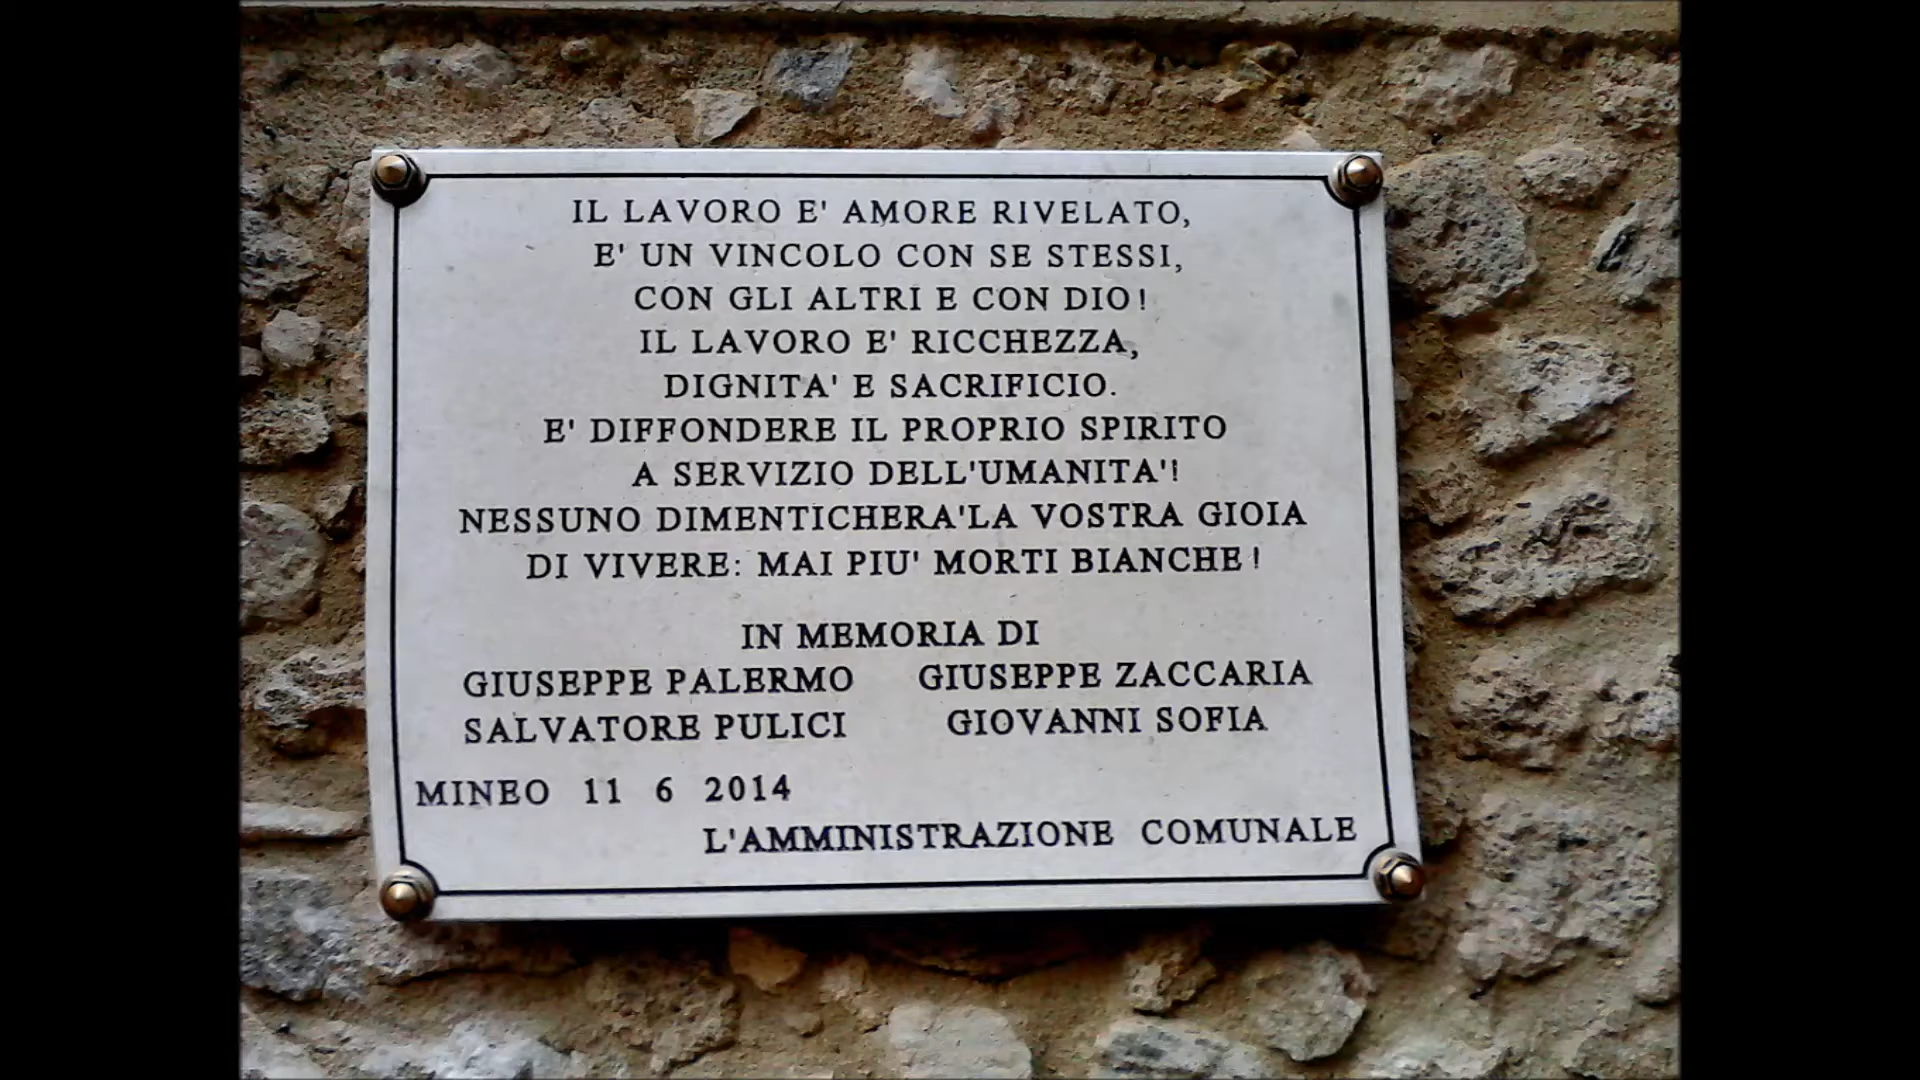 IL LAVORO E' AMORE RIVELATO,
E' UN VINCOLO CON SE STESSI,
CON GLI ALTRI E CON DIO!
IL LAVORO E' RICCHEZZA,
DIGNITA' E SACRIFICIO.
E' DIFFONDERE IL PROPRIO SPIRITO
A SERVIZIO DELL'UMANITA'!
NESSUNO DIMENTICHERA'LA VOSTRA GIOIA
DI VIVERE: MAI PIU' MORTI BIANCHE!
IN MEMORIA DI
GIUSEPPE PALERMO GIUSEPPE ZACCARIA
SALVATORE PULICI GIOVANNI SOFIA
MINEO 11 6 2014
L'AMMINISTRAZIONE COMUNALE